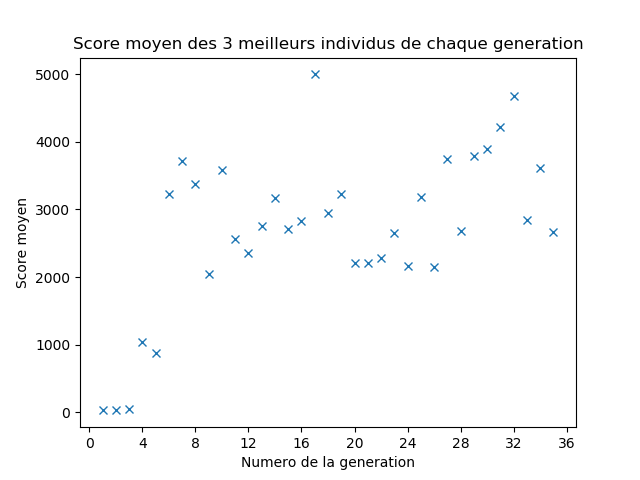 Score moyen des 3 meilleurs individus de chaque generation
5000
4000
3000
2000
1000
0
Score moyen
0 4 8 12 16 20 24 28 32 36
Numero de la generation